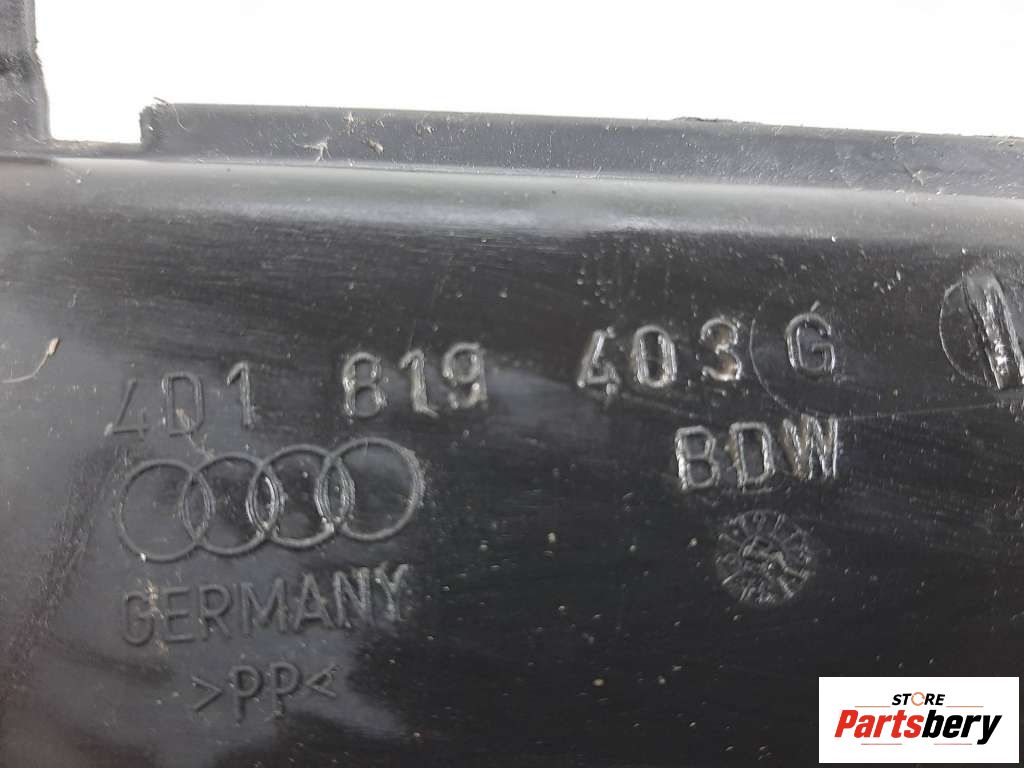 4D1 819 403 G
BDW
GERMANY
>PP<
STORE
Partsbery